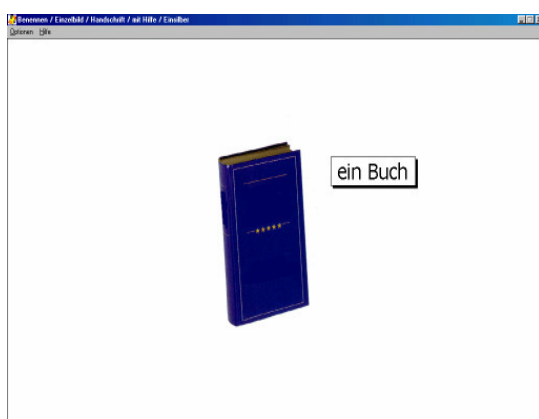 Benennen / Einzelbild / Handschrift / mit Hilfe / Einsilber
Optionen Hilfe
ein Buch